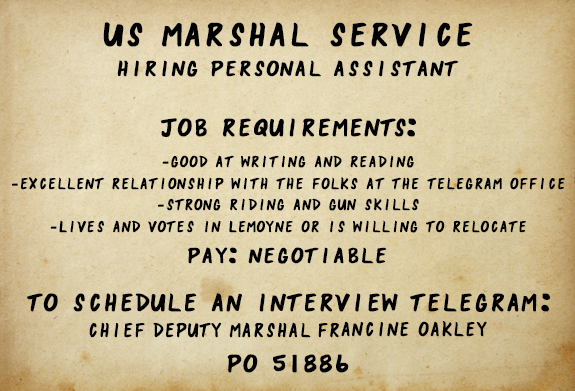 US MARSHAL SERVICE
HIRING PERSONAL ASSISTANT
JOB REQUIREMENTS:
-GOOD AT WRITING AND READING
-EXCELLENT RELATIONSHIP WITH THE FOLKS AT THE TELEGRAM OFFICE
-STRONG RIDING AND GUN SKILLS
-LIVES AND VOTES IN LEMOYNE OR IS WILLING TO RELOCATE
PAY: NEGOTIABLE
TO SCHEDULE AN INTERVIEW TELEGRAM:
CHIEF DEPUTY MARSHAL FRANCINE OAKLEY
PO 51886